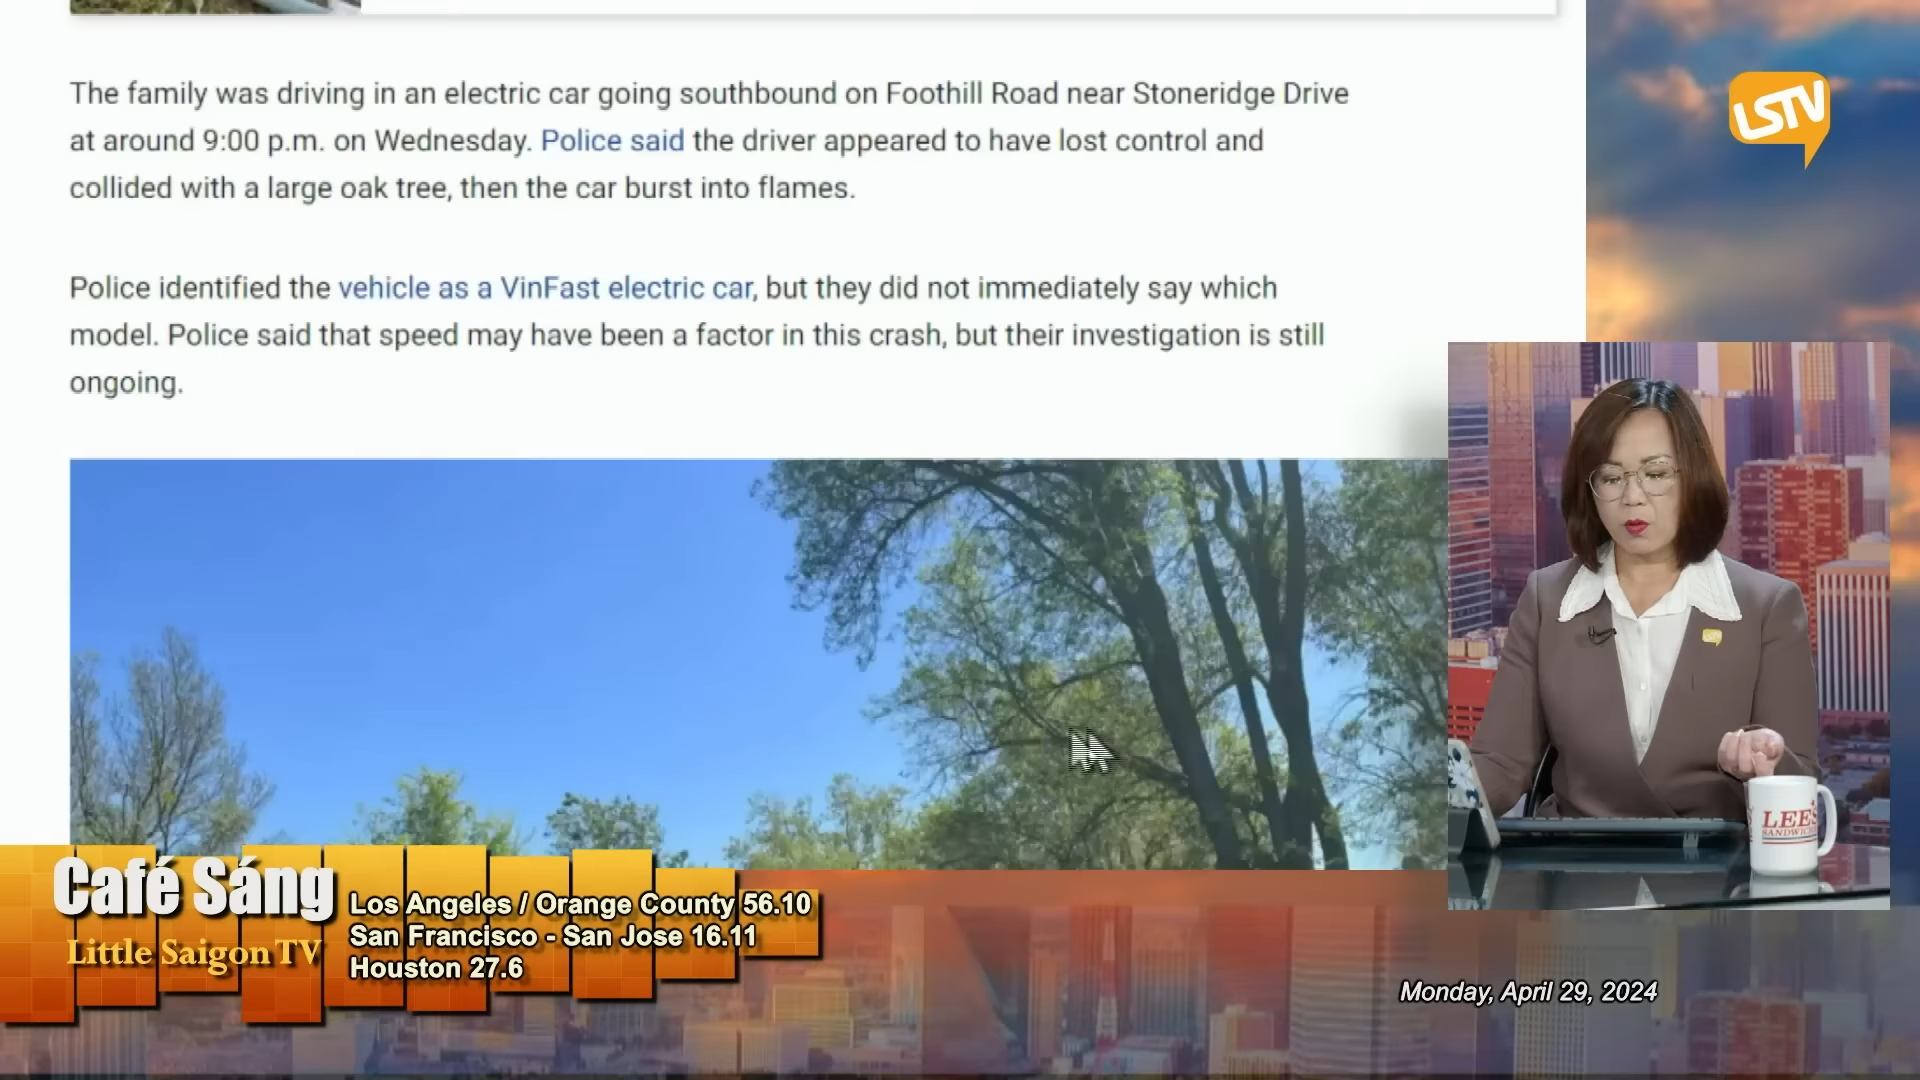 The family was driving in an electric car going southbound on Foothill Road near Stoneridge Drive
at around 9:00 p.m. on Wednesday. Police said the driver appeared to have lost control and
collided with a large oak tree, then the car burst into flames.
Police identified the vehicle as a VinFast electric car, but they did not immediately say which
model. Police said that speed may have been a factor in this crash, but their investigation is still
ongoing.
LSTV
LEE'S
SANDWICHES
Café Sáng
Little Saigon TV
Los Angeles / Orange County 56.10
San Francisco - San Jose 16.11
Houston 27.6
Monday, April 29, 2024